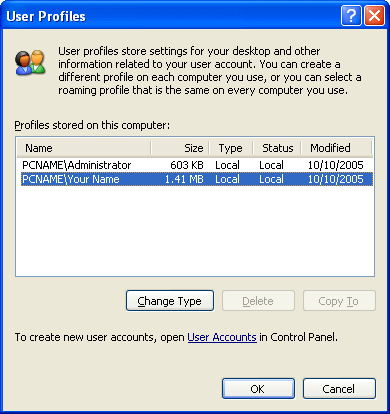 User Profiles
User profiles store settings for your desktop and other
information related to your user account. You can create a
different profile on each computer you use, or you can select a
roaming profile that is the same on every computer you use.
Profiles stored on this computer:
Name Size Type Status Modified
PCNAME\Administrator 603 KB Local Local 10/10/2005
PCNAME\Your Name 1.41 MB Local Local 10/10/2005
Change Type Delete Copy To
To create new user accounts, open User Accounts in Control Panel.
OK Cancel